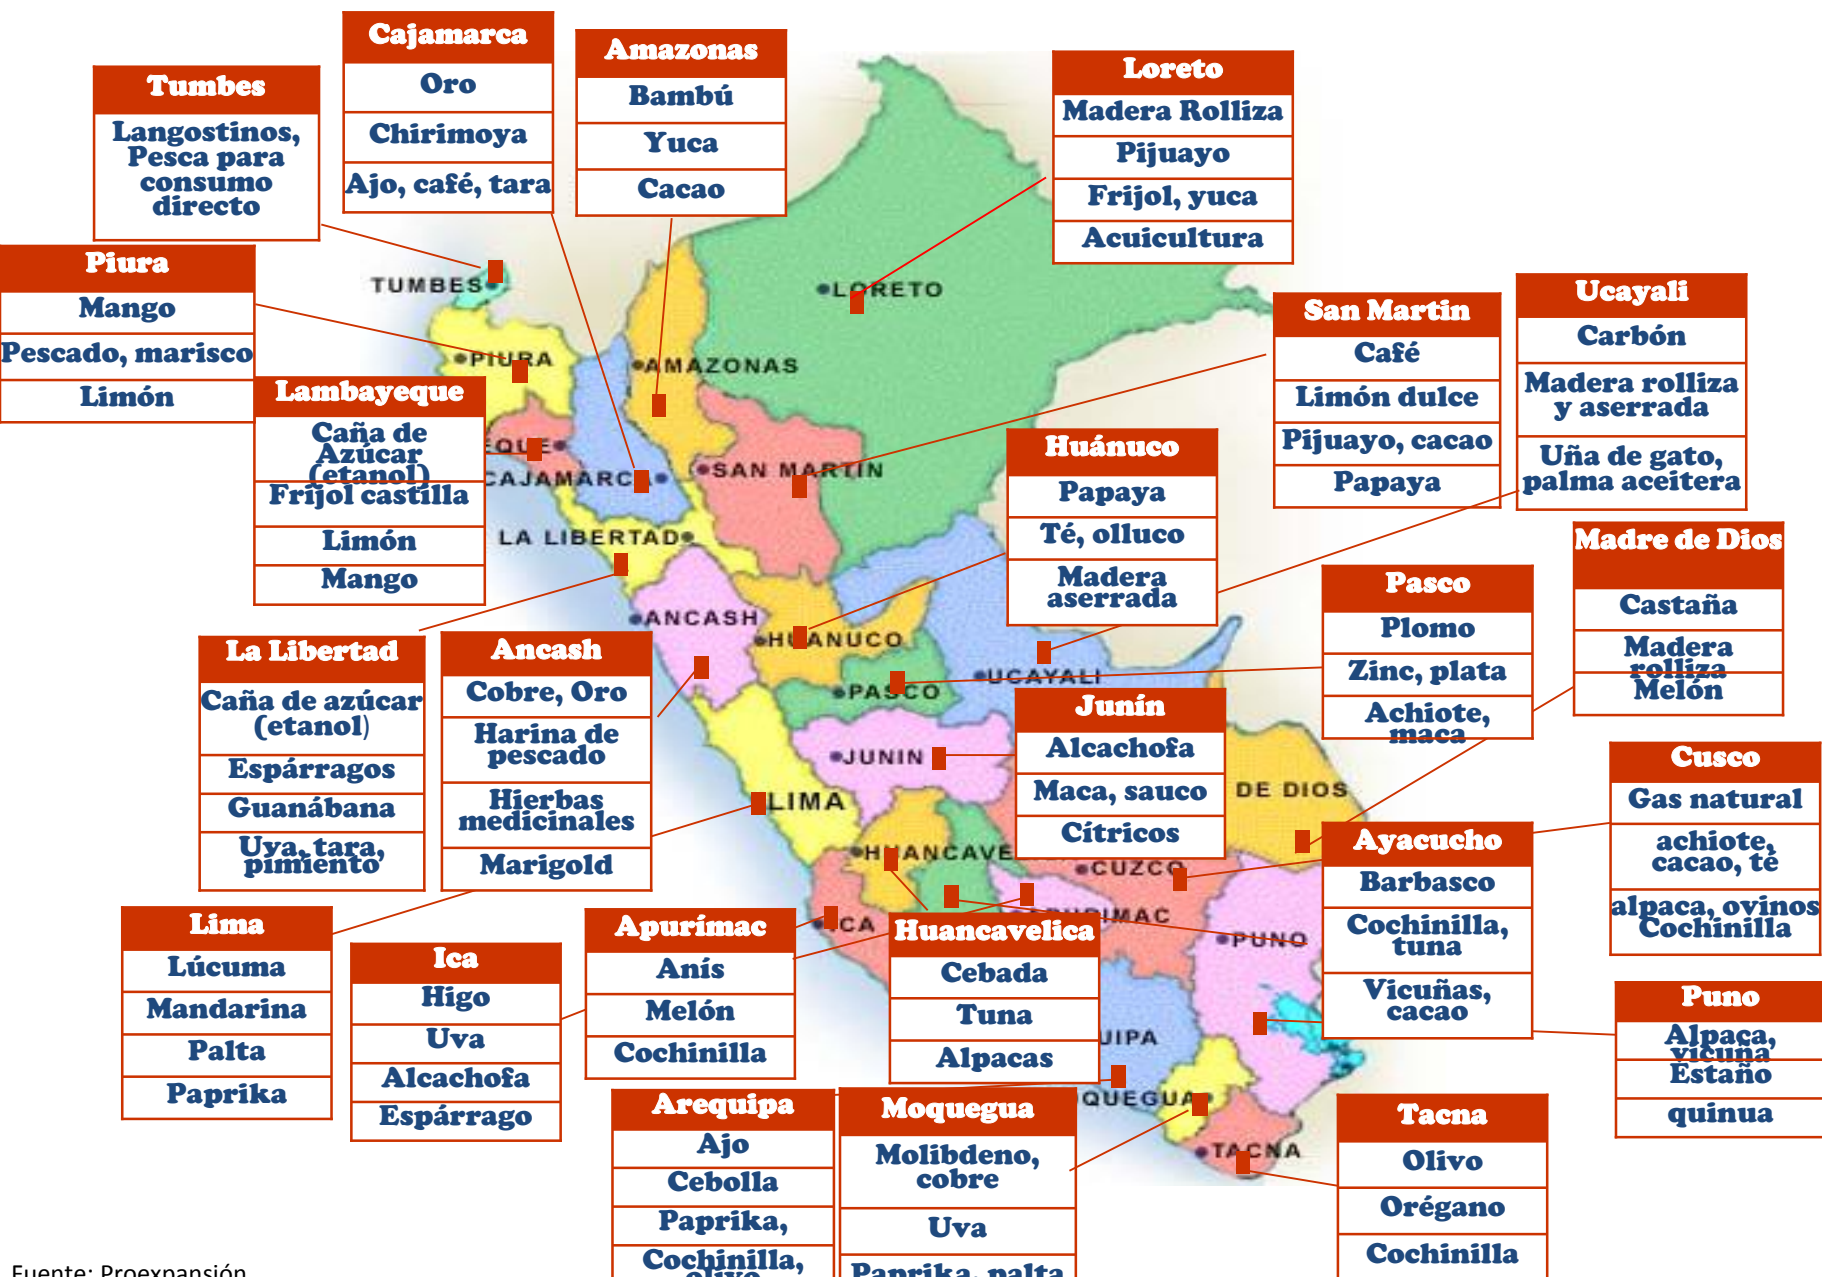 Cajamarca
Oro
Chirimoya
Ajo, café, tara
Amazonas
Bambú
Yuca
Cacao
Loreto
Madera Rolliza
Pijuayo
Frijol, yuca
Acuicultura
Tumbes
Langostinos,
Pesca para
consumo
directo
Piura
Mango
Pescado, marisco
Limón
Lambayeque
Caña de
Azúcar
(etanol)
Frijol castilla
Limón
Mango
San Martin
Café
Limón dulce
Pijuayo, cacao
Papaya
Ucayali
Carbón
Madera rolliza
y aserrada
Uña de gato,
palma aceitera
Huánuco
Papaya
Té, olluco
Madera
aserrada
Madre de Dios
Castaña
Madera
rolliza
Melón
Pasco
Plomo
Zinc, plata
Achiote,
maca
La Libertad
Caña de azúcar
(etanol)
Espárragos
Guanábana
Uva, tara,
pimiento
Ancash
Cobre, Oro
Harina de
pescado
Hierbas
medicinales
Marigold
Junín
Alcachofa
Maca, sauco
Cítricos
Cusco
Gas natural
achiote,
cacao, té
alpaca, ovinos
Cochinilla
Ayacucho
Barbasco
Cochinilla,
tuna
Vicuñas,
cacao
Lima
Lúcuma
Mandarina
Palta
Paprika
Ica
Higo
Uva
Alcachofa
Espárrago
Apurímac
Anís
Melón
Cochinilla
Huancavelica
Cebada
Tuna
Alpacas
Puno
Alpaca,
vicuña
Estaño
quinua
Arequipa
Ajo
Cebolla
Paprika,
Cochinilla,
olivo
Moquegua
Molibdeno,
cobre
Uva
Paprika, palta
Tacna
Olivo
Orégano
Cochinilla
TUMBES
PIURA
LORETO
AMAZONAS
EQUE
CAJAMARCA
SAN MARTIN
LA LIBERTAD
ANCASH
HUANUCO
PASCO
UCAYALI
JUNIN
LIMA
DE DIOS
HUANCAVE
CUZCO
ICA
APURIMAC
PUNO
UIPA
QUEGUA
TACNA
Fuente: Proexpansión